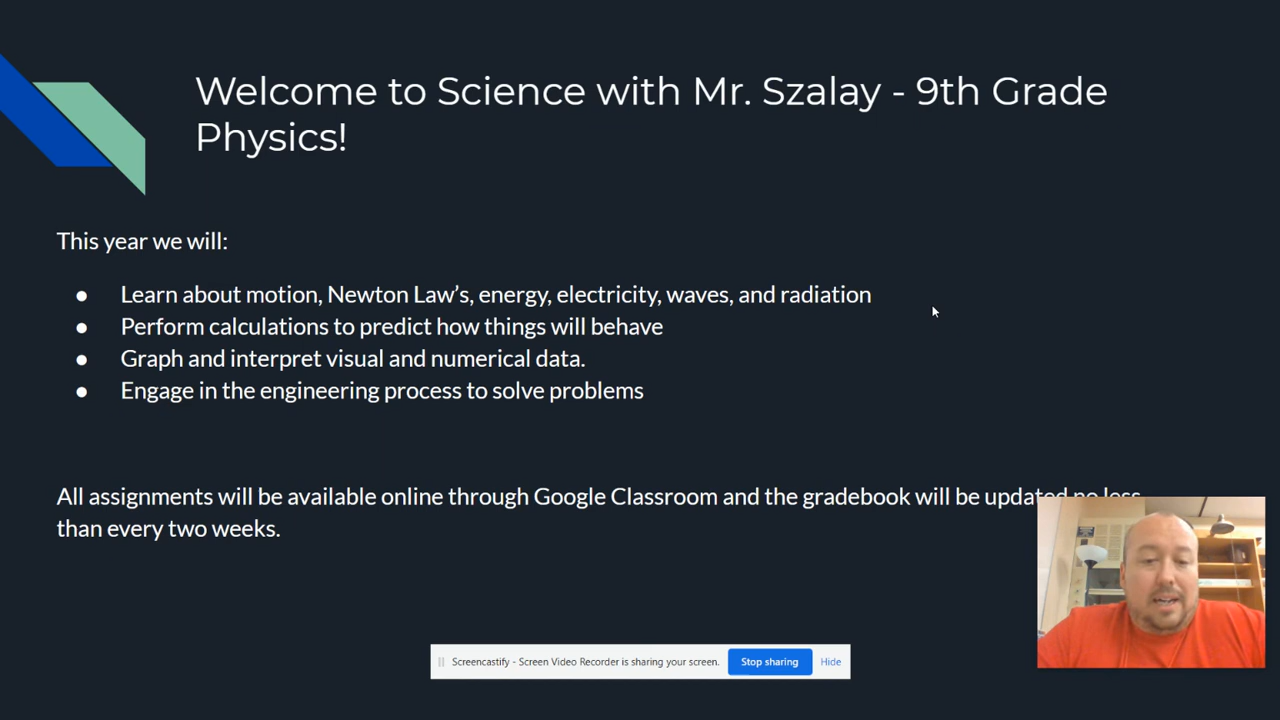 Welcome to Science with Mr. Szalay - 9th Grade
Physics!
This year we will:
● Learn about motion, Newton Law’s, energy, electricity, waves, and radiation
● Perform calculations to predict how things will behave
● Graph and interpret visual and numerical data.
● Engage in the engineering process to solve problems
All assignments will be available online through Google Classroom and the gradebook will be updated no less
than every two weeks.
Screencastify - Screen Video Recorder is sharing your screen. Stop sharing Hide